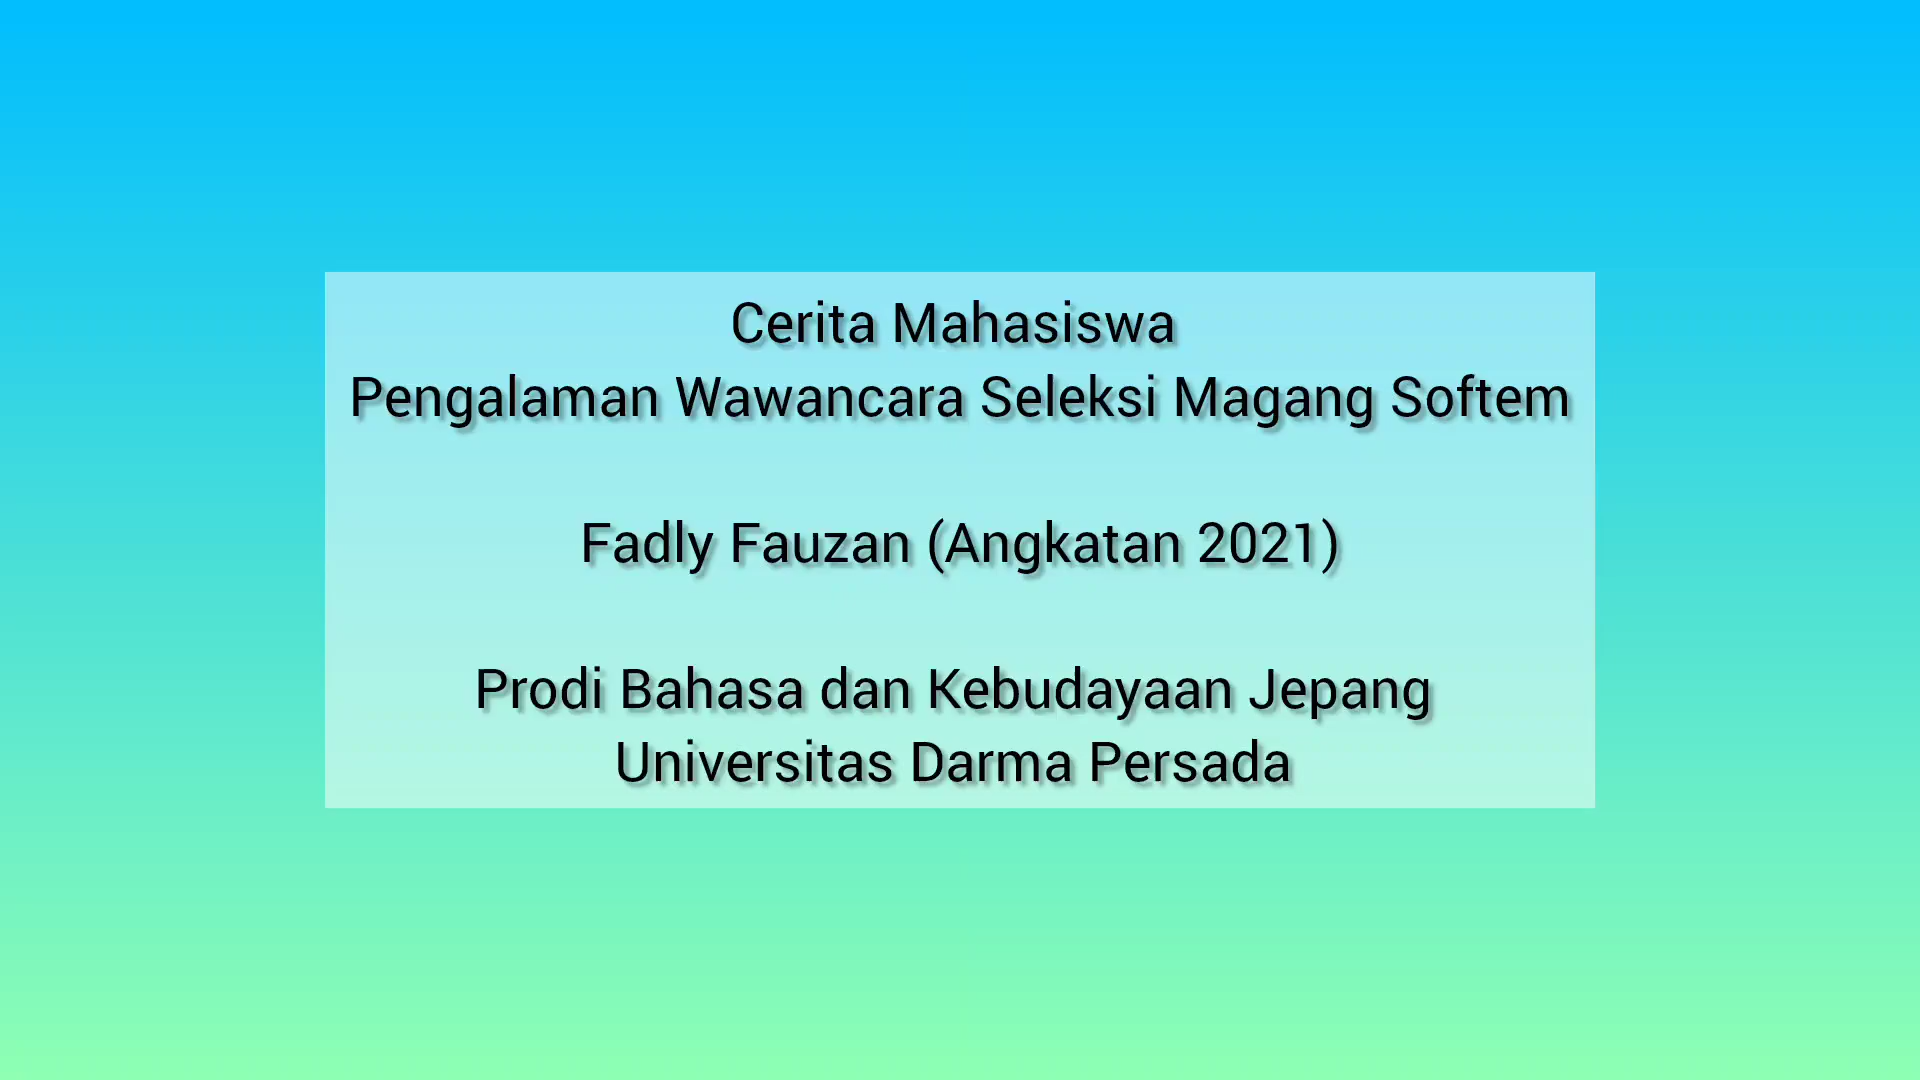 Cerita Mahasiswa
Pengalaman Wawancara Seleksi Magang Softem
Fadly Fauzan (Angkatan 2021)
Prodi Bahasa dan Kebudayaan Jepang
Universitas Darma Persada